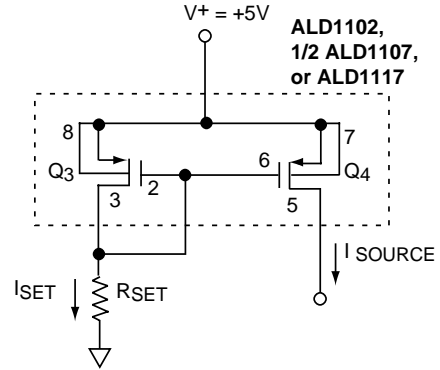 V+ = +5V
ALD1102,
1/2 ALD1107,
or ALD1117
8
7
Q3
2
6
Q4
3
5
I SOURCE
ISET
RSET